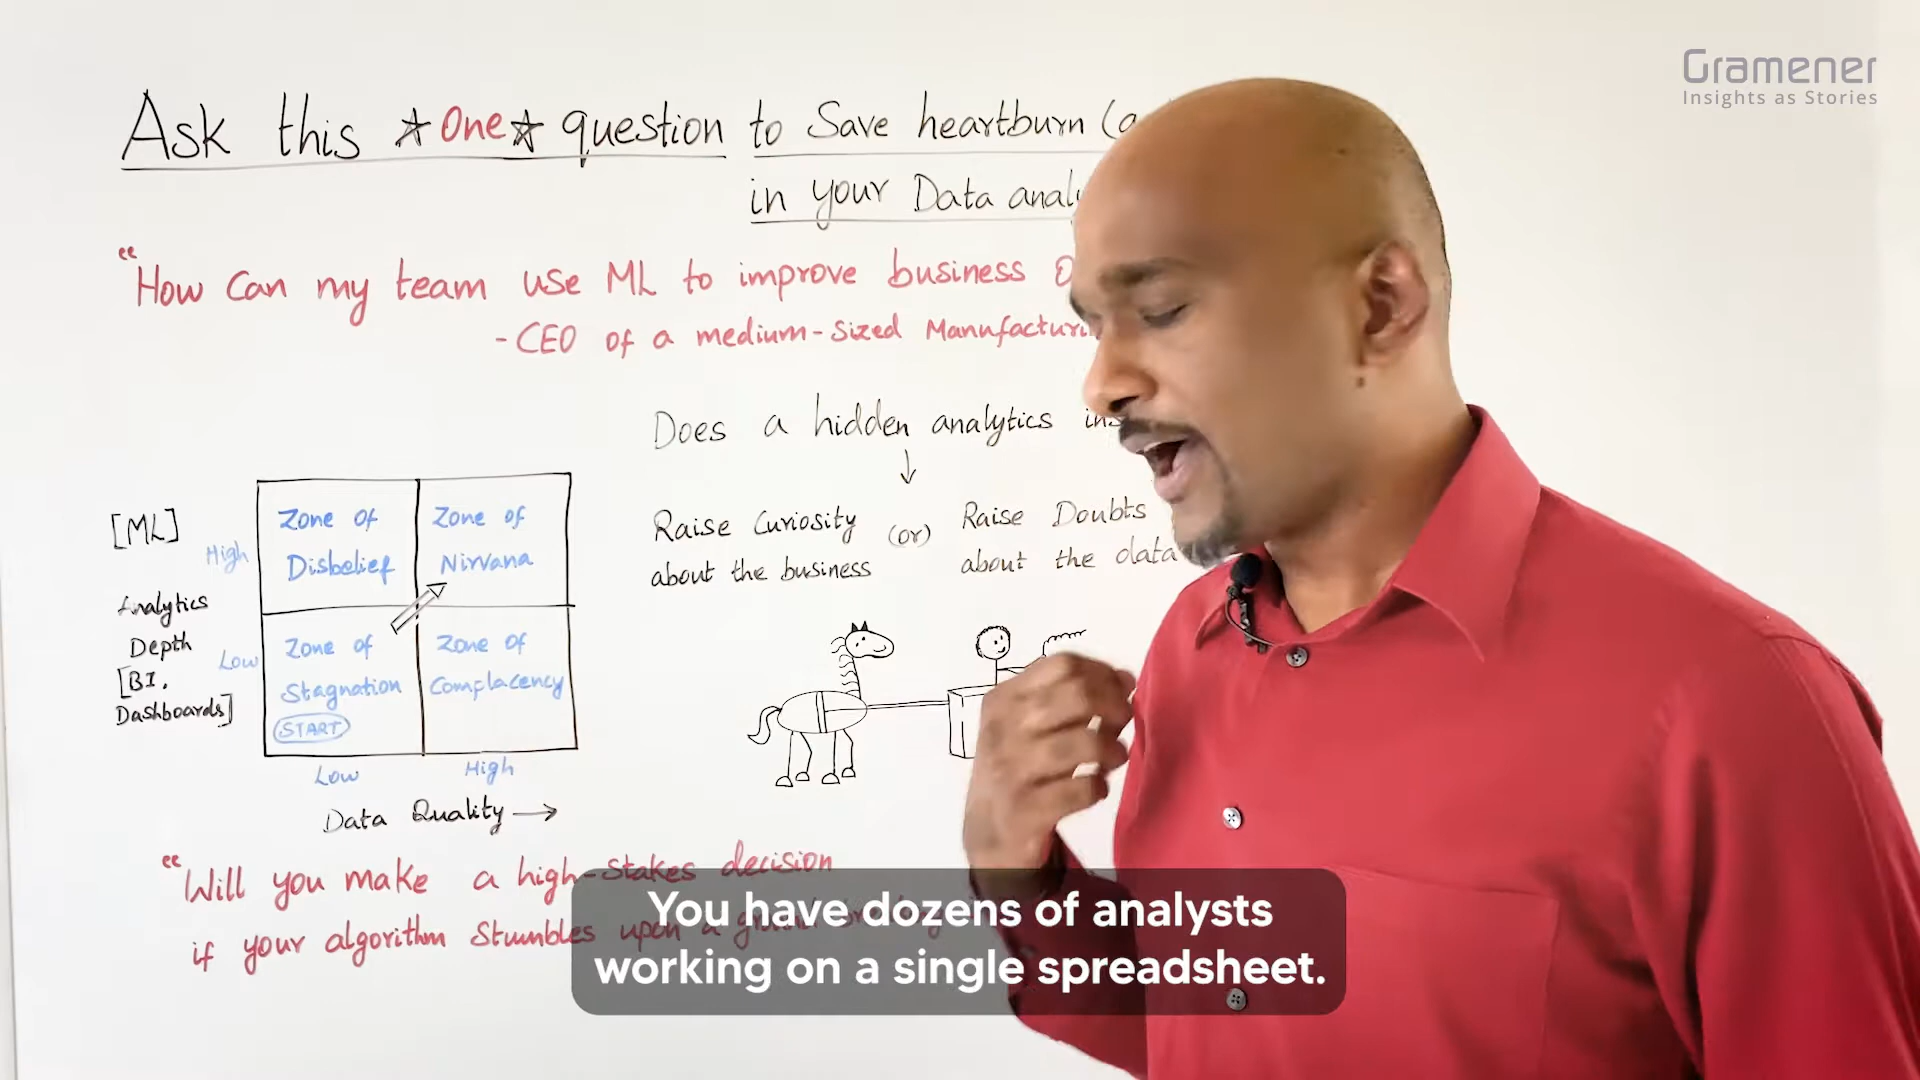 Gramener
Insights as Stories
Ask this ☆One☆ question to Save heartburn
in your Data
"How Can my team use ML to improve business
- CEO of a medium-Sized
Does a hidden analytics
↓
Raise Curiosity (or) Raise Doubts
about the business about the data
[ML]
High
Analytics
Depth
Low
[BI,
Dashboards]
Zone of
Disbelief
Zone of
Nirvana
Zone of
Stagnation
START
Zone of
Complacency
Low High
Data Quality →
"Will you make a high-Stakes decision
if your algorithm Stumbles upon a
You have dozens of analysts
working on a single spreadsheet.